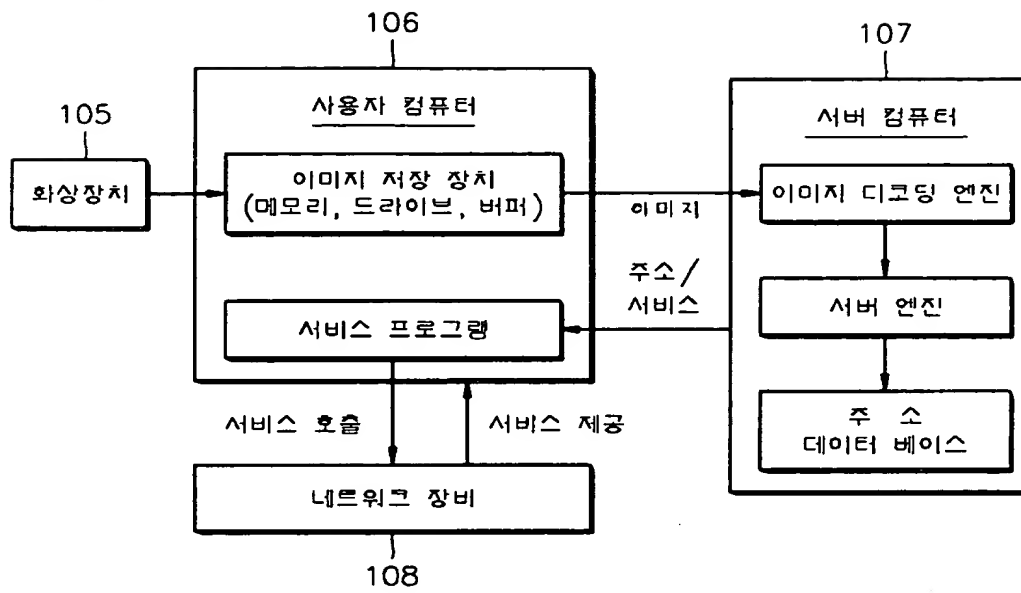 106
107
105
사용자 컴퓨터
서버 컴퓨터
화상장치
이미지 저장 장치
(메모리, 드라이브, 버퍼)
이미지
이미지 디코딩 엔진
주소/
서비스
서비스 프로그램
서버 엔진
서비스 호출
서비스 제공
주 소
데이터 베이스
네트워크 장비
108